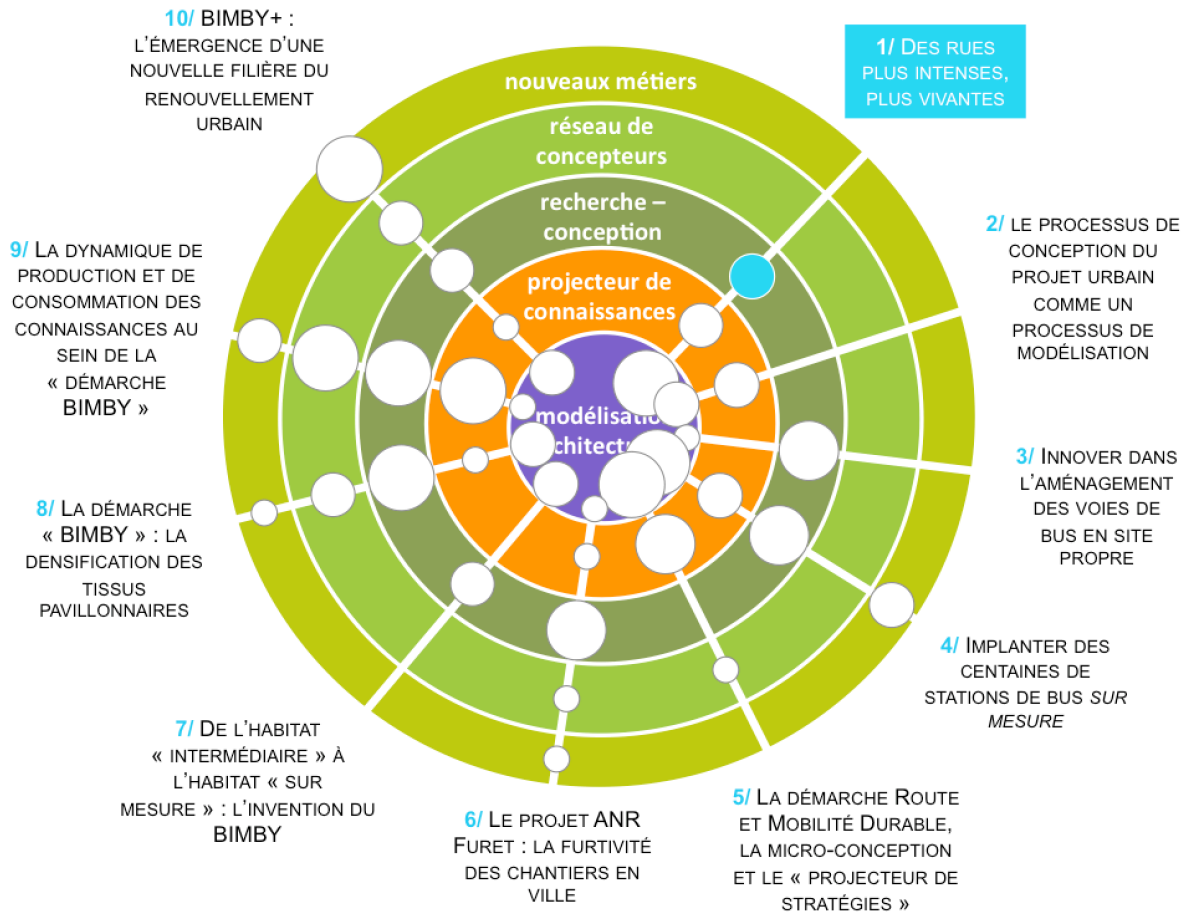 10/ BIMBY+ :
L'ÉMERGENCE D'UNE
NOUVELLE FILIÈRE DU
RENOUVELLEMENT
URBAIN
1/ DES RUES
PLUS INTENSES,
PLUS VIVANTES
nouveaux métiers
réseau de
concepteurs
recherche –
conception
projecteur de
connaissances
modélisation
2/ LE PROCESSUS DE
CONCEPTION DU
PROJET URBAIN
COMME UN
PROCESSUS DE
MODÉLISATION
3/ INNOVER DANS
L'AMÉNAGEMENT
DES VOIES DE
BUS EN SITE
PROPRE
4/ IMPLANTER DES
CENTAINES DE
STATIONS DE BUS SUR
MESURE
5/ LA DÉMARCHE ROUTE
ET MOBILITÉ DURABLE,
LA MICRO-CONCEPTION
ET LE « PROJECTEUR DE
STRATÉGIES »
6/ LE PROJET ANR
FURET : LA FURTIVITÉ
DES CHANTIERS EN
VILLE
7/ DE L'HABITAT
« INTERMÉDIAIRE » À
L'HABITAT « SUR
MESURE » : L'INVENTION DU
BIMBY
8/ LA DÉMARCHE
« BIMBY » : LA
DENSIFICATION DES
TISSUS
PAVILLONNAIRES
9/ LA DYNAMIQUE DE
PRODUCTION ET DE
CONSOMMATION DES
CONNAISSANCES AU
SEIN DE LA
« DÉMARCHE
BIMBY »